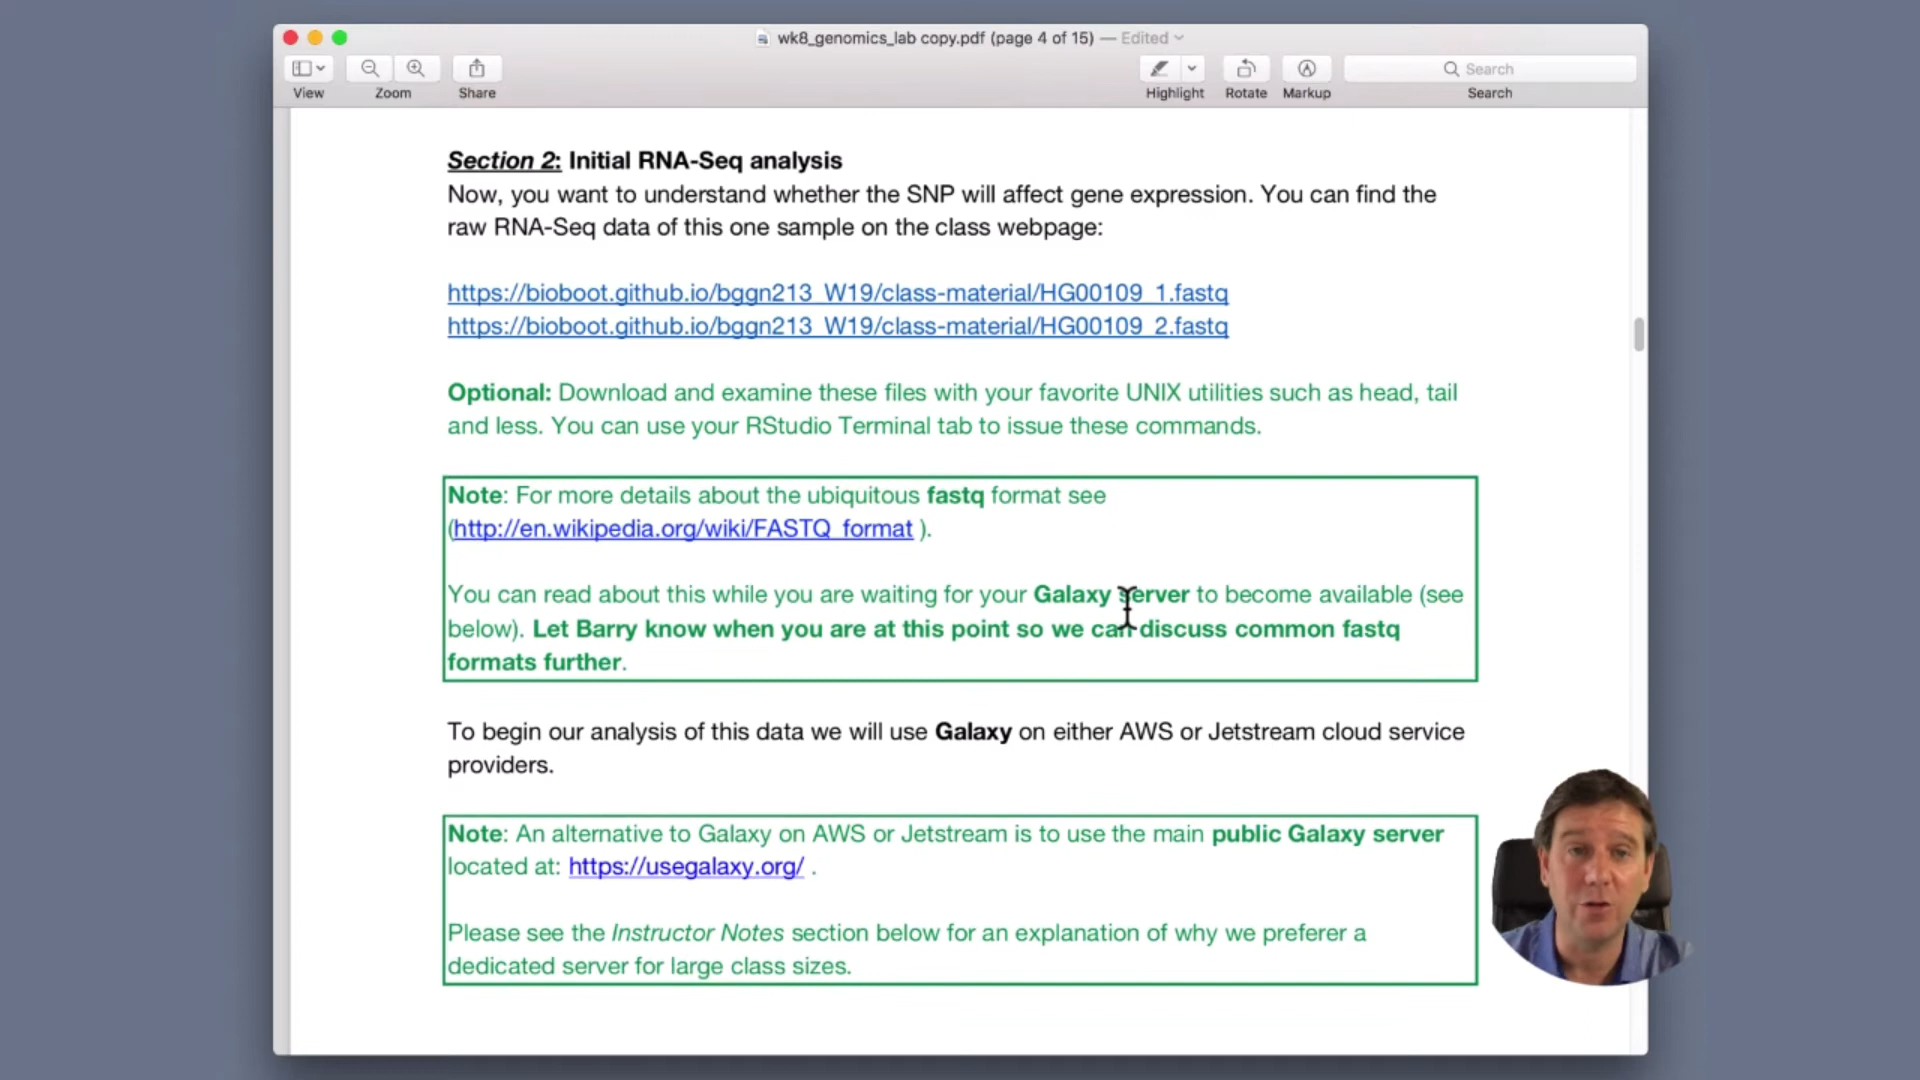 wk8_genomics_lab copy.pdf (page 4 of 15) — Edited
View
Zoom
Share
Highlight
Rotate
Markup
Search
Search
Section 2: Initial RNA-Seq analysis
Now, you want to understand whether the SNP will affect gene expression. You can find the
raw RNA-Seq data of this one sample on the class webpage:
https://bioboot.github.io/bggn213_W19/class-material/HG00109_1.fastq
https://bioboot.github.io/bggn213_W19/class-material/HG00109_2.fastq
Optional: Download and examine these files with your favorite UNIX utilities such as head, tail
and less. You can use your RStudio Terminal tab to issue these commands.
Note: For more details about the ubiquitous fastq format see
(http://en.wikipedia.org/wiki/FASTQ_format ).
You can read about this while you are waiting for your Galaxy server to become available (see
below). Let Barry know when you are at this point so we can discuss common fastq
formats further.
To begin our analysis of this data we will use Galaxy on either AWS or Jetstream cloud service
providers.
Note: An alternative to Galaxy on AWS or Jetstream is to use the main public Galaxy server
located at: https://usegalaxy.org/ .
Please see the Instructor Notes section below for an explanation of why we preferer a
dedicated server for large class sizes.